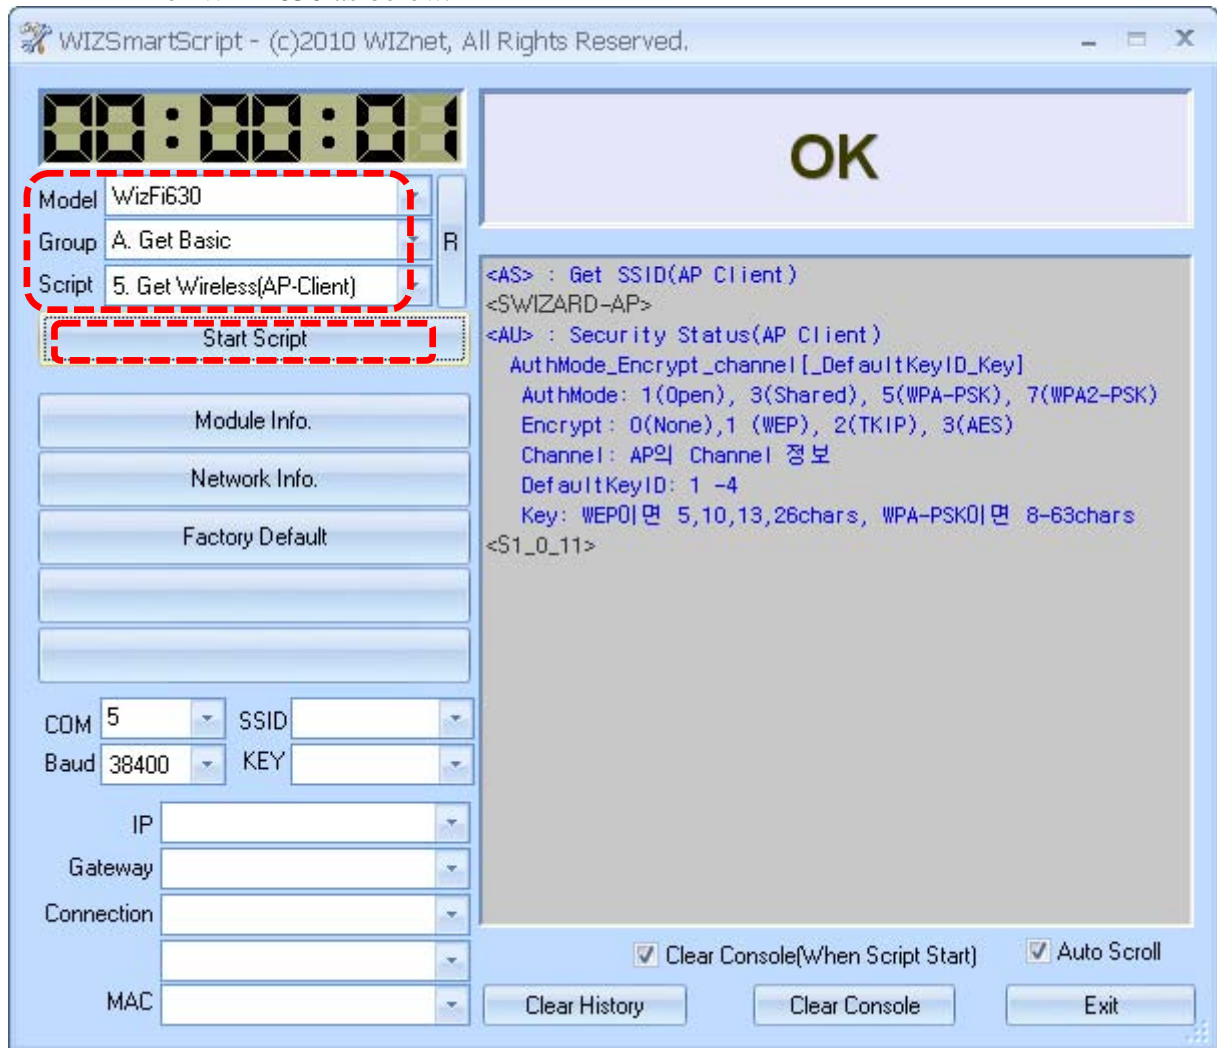 WIZSmartScript - (c)2010 WIZnet, All Rights Reserved.
00:00:01
OK
Model WizFi630
Group A. Get Basic
R
Script 5. Get Wireless(AP-Client)
Start Script
Module Info.
Network Info.
Factory Default
COM 5 SSID
Baud 38400 KEY
IP
Gateway
Connection
MAC
<AS> : Get SSID(AP Client)
<SWIZARD-AP>
<AU> : Security Status(AP Client)
AuthMode_Encrypt_channel[_DefaultKeyID_Key]
AuthMode: 1(Open), 3(Shared), 5(WPA-PSK), 7(WPA2-PSK)
Encrypt: 0(None),1 (WEP), 2(TKIP), 3(AES)
Channel: AP의 Channel 정보
DefaultKeyID: 1 -4
Key: WEP이면 5,10,13,26chars, WPA-PSK이면 8-63chars
<S1_0_11>
Clear Console(When Script Start) Auto Scroll
Clear History Clear Console Exit